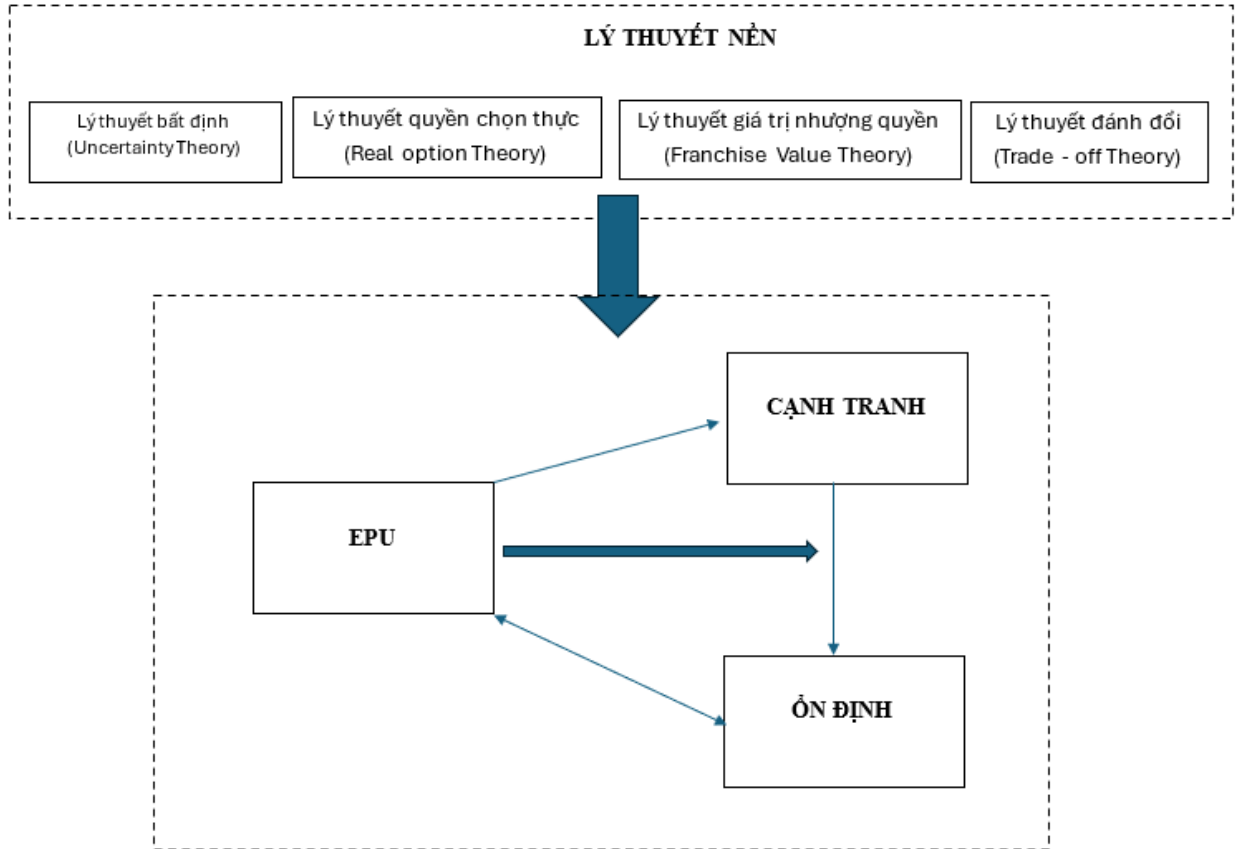 LÝ THUYẾT NỀN
Lý thuyết bất định
(Uncertainty Theory)
Lý thuyết quyền chọn thực
(Real option Theory)
Lý thuyết giá trị nhượng quyền
(Franchise Value Theory)
Lý thuyết đánh đổi
(Trade - off Theory)
CẠNH TRANH
EPU
ỔN ĐỊNH